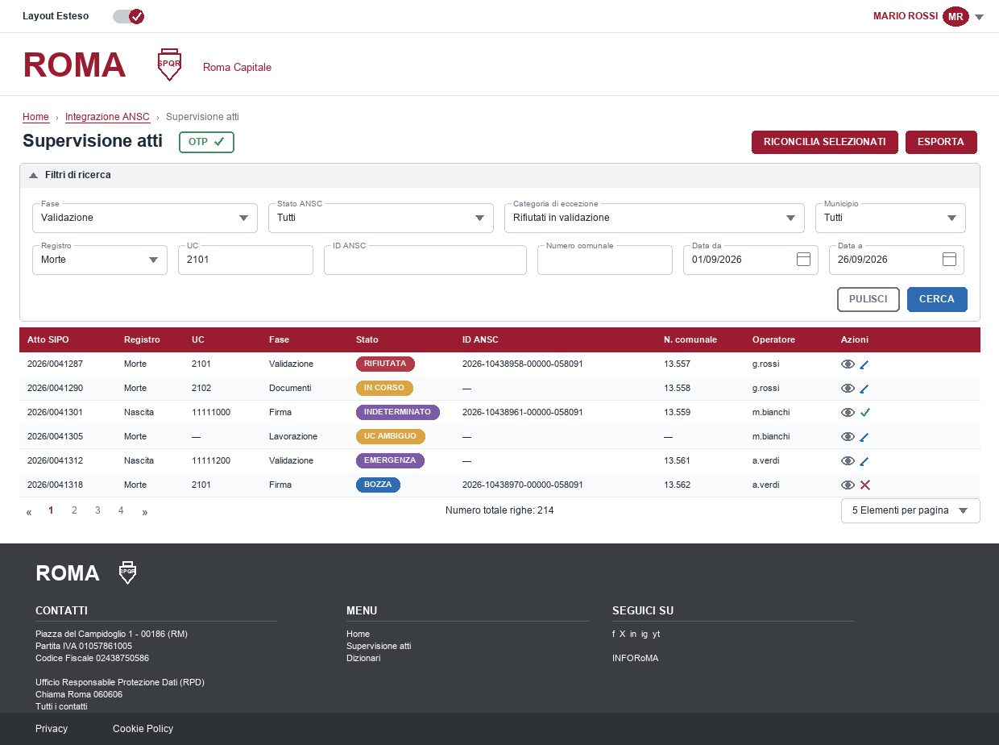 Layout Esteso
MARIO ROSSI MR
ROMA SPQR Roma Capitale
Home › Integrazione ANSC › Supervisione atti
Supervisione atti OTP
RICONCILIA SELEZIONATI ESPORTA
Filtri di ricerca
Fase Stato ANSC Categoria di eccezione Municipio
Validazione Tutti Rifiutati in validazione Tutti
Registro UC ID ANSC Numero comunale Data da Data a
Morte 2101 01/09/2026 26/09/2026
PULISCI CERCA
Atto SIPO Registro UC Fase Stato ID ANSC N. comunale Operatore Azioni
2026/0041287 Morte 2101 Validazione RIFIUTATA 2026-10438958-00000-058091 13.557 g.rossi
2026/0041290 Morte 2102 Documenti IN CORSO — 13.558 g.rossi
2026/0041301 Nascita 11111000 Firma INDETERMINATO 2026-10438961-00000-058091 13.559 m.bianchi
2026/0041305 Morte — Lavorazione UC AMBIGUO — — m.bianchi
2026/0041312 Nascita 11111200 Validazione EMERGENZA — 13.561 a.verdi
2026/0041318 Morte 2101 Firma BOZZA 2026-10438970-00000-058091 13.562 a.verdi
« 1 2 3 4 » Numero totale righe: 214 5 Elementi per pagina
ROMA SPQR
CONTATTI
Piazza del Campidoglio 1 - 00186 (RM)
Partita IVA 01057861005
Codice Fiscale 02438750586
Ufficio Responsabile Protezione Dati (RPD)
Chiama Roma 060606
Tutti i contatti
MENU
Home
Supervisione atti
Dizionari
SEGUICI SU
f X in ig yt
INFORoMA
Privacy Cookie Policy